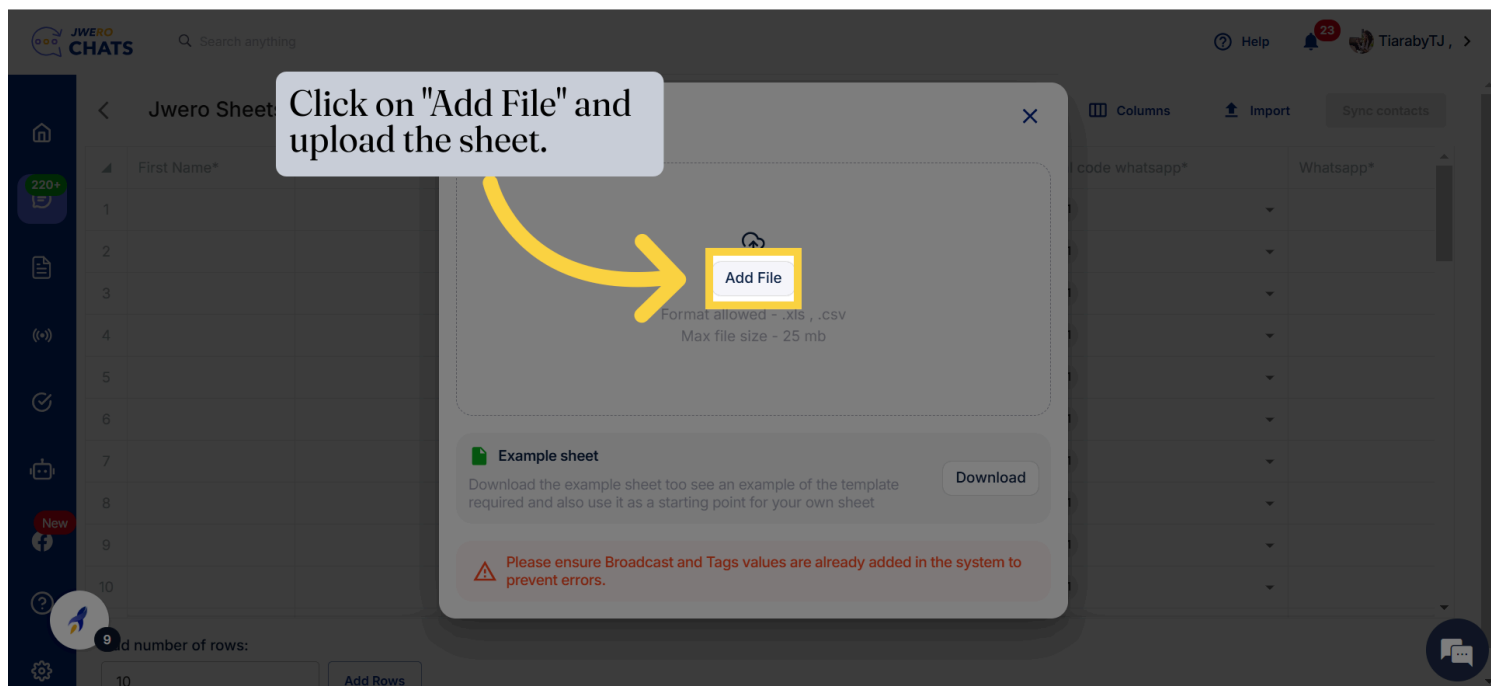 JWERO
CHATS
Search anything
Help
23
TiarabyTJ ,
Click on "Add File" and
upload the sheet.
Jwero Sheet
Columns
Import
Sync contacts
First Name*
code whatsapp*
Whatsapp*
220+
1
2
3
4
5
6
7
8
9
10
Add File
Format allowed - .xls , .csv
Max file size - 25 mb
Example sheet
Download the example sheet too see an example of the template
required and also use it as a starting point for your own sheet
Download
New
Please ensure Broadcast and Tags values are already added in the system to
prevent errors.
9
number of rows:
10
Add Rows